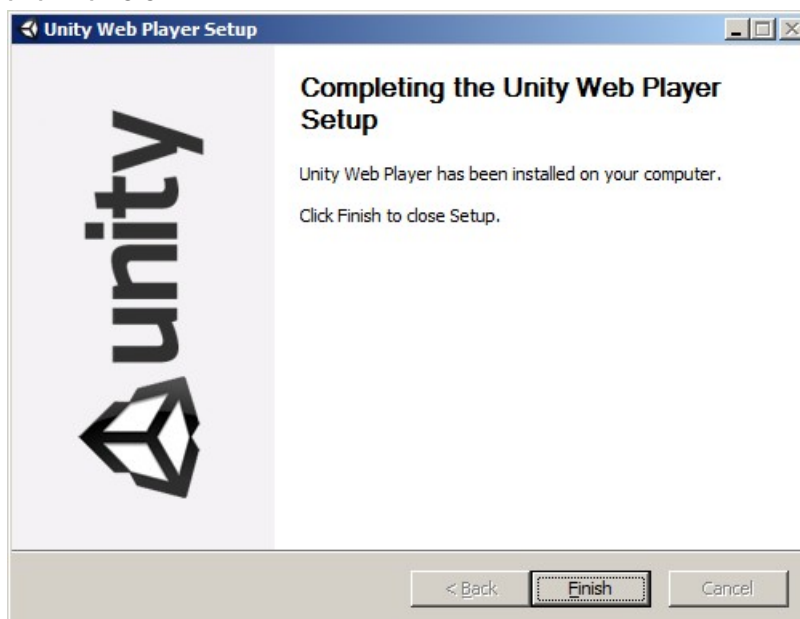 Unity Web Player Setup
unity
Completing the Unity Web Player
Setup
Unity Web Player has been installed on your computer.
Click Finish to close Setup.
< Back
Finish
Cancel